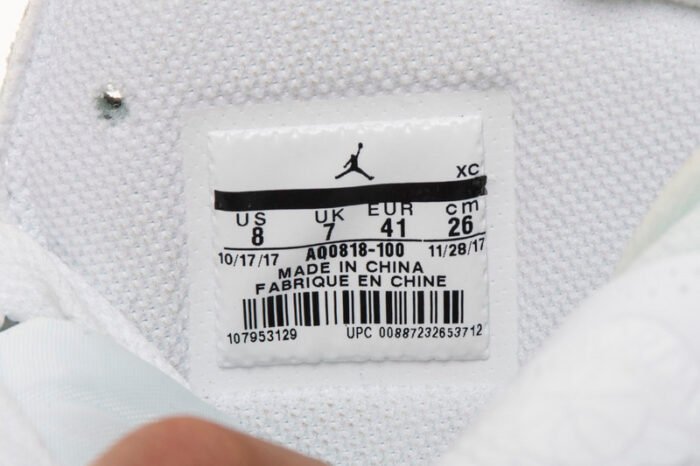 XC
US UK EUR cm
8 7 41 26
10/17/17 AQ0818-100 11/28/17
MADE IN CHINA
FABRIQUE EN CHINE
107953129 UPC 00887232653712